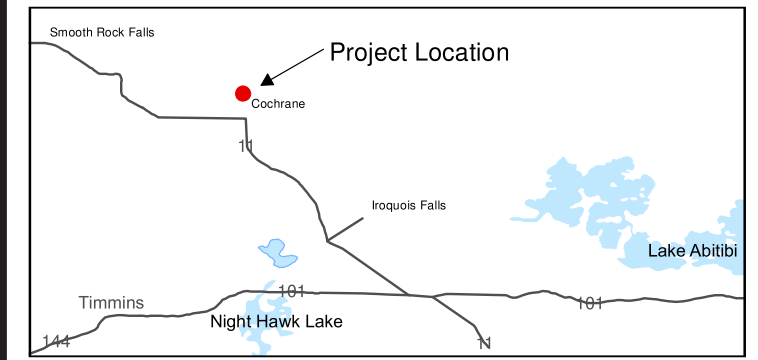 Smooth Rock Falls
Project Location
Cochrane
11
Iroquois Falls
Lake Abitibi
101
101
Timmins
Night Hawk Lake
144
11